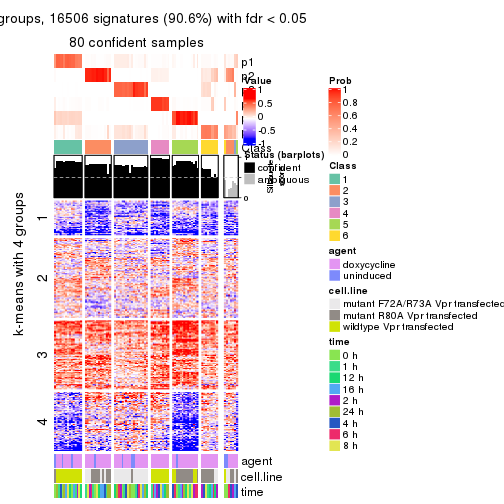 groups, 16506 signatures (90.6%) with fdr < 0.05
80 confident samples
p1
p2
Value
1
0.5
0
-0.5
-1
Class
Status (barplots)
confident
ambiguous
0
k-means with 4 groups
1
2
3
4
agent
cell.line
time
Prob
1
0.8
0.6
0.4
0.2
0
Class
1
2
3
4
5
6
agent
doxycycline
uninduced
cell.line
mutant F72A/R73A Vpr transfected
mutant R80A Vpr transfected
wildtype Vpr transfected
time
0 h
1 h
12 h
16 h
2 h
24 h
4 h
6 h
8 h